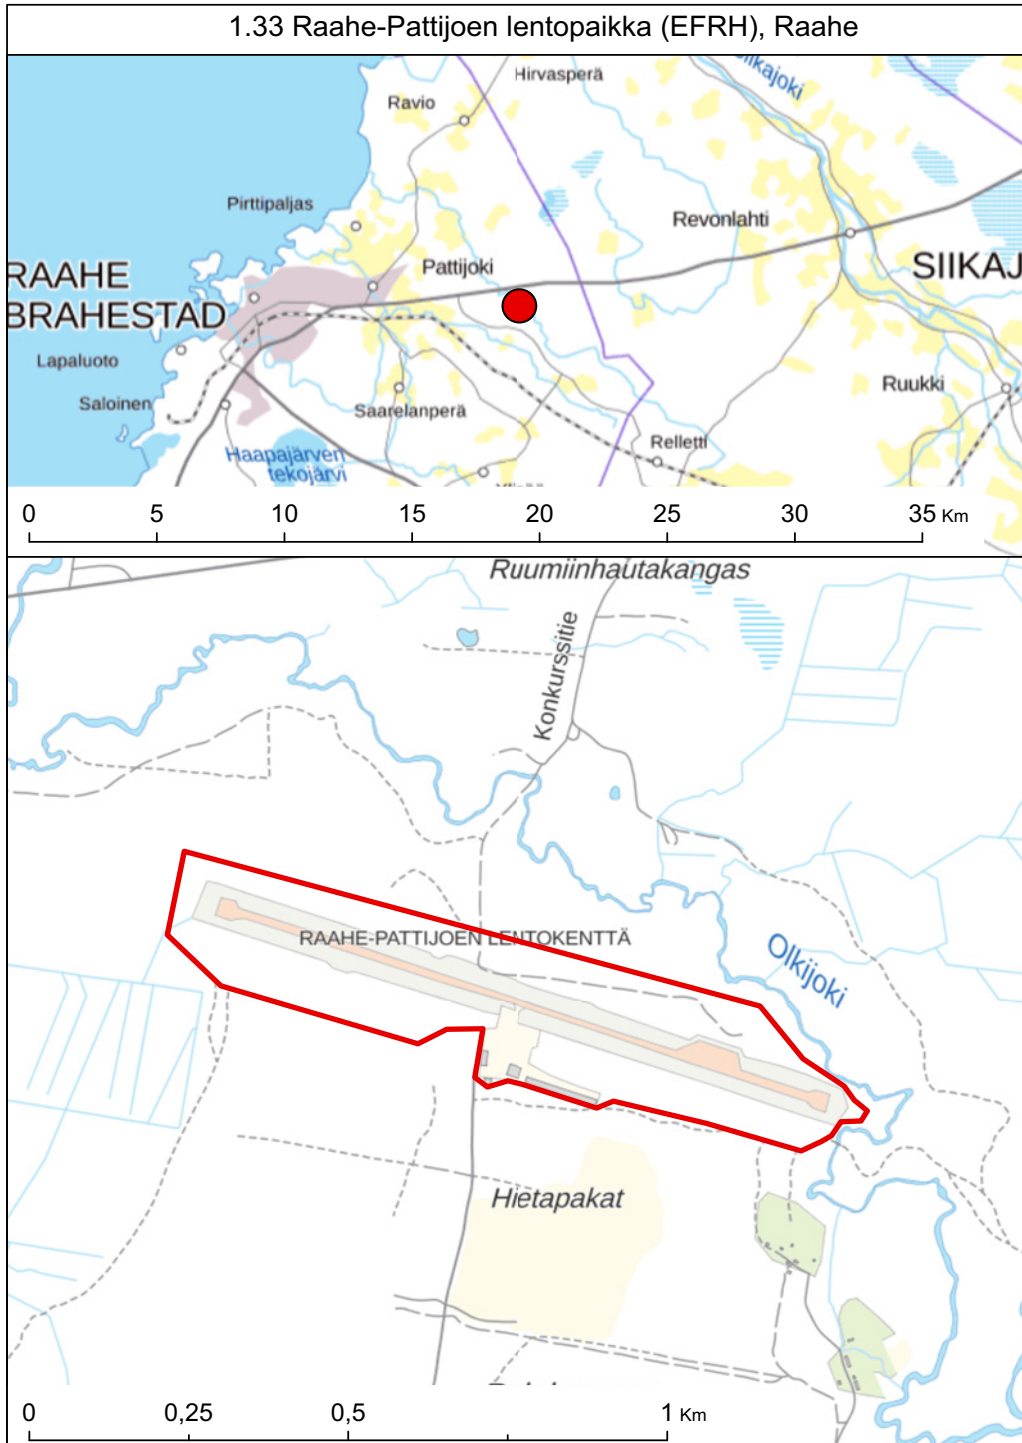 1.33 Raahe-Pattijoen lentopaikka (EFRH), Raahe
Hirvasperä
Siikajoki
Ravio
Pirttipaljas
Revonlahti
RAAHE
BRAHESTAD
Pattijoki
SIIKAJ
Lapaluoto
Ruukki
Saloinen
Saarelanperä
Relletti
Haapajärven
tekojärvi
0 5 10 15 20 25 30 35 Km
Ruumiinhautakangas
Konkurssitie
RAAHE-PATTIJOEN LENTOKENTTÄ
Olkijoki
Hietapakat
0 0,25 0,5 1 Km